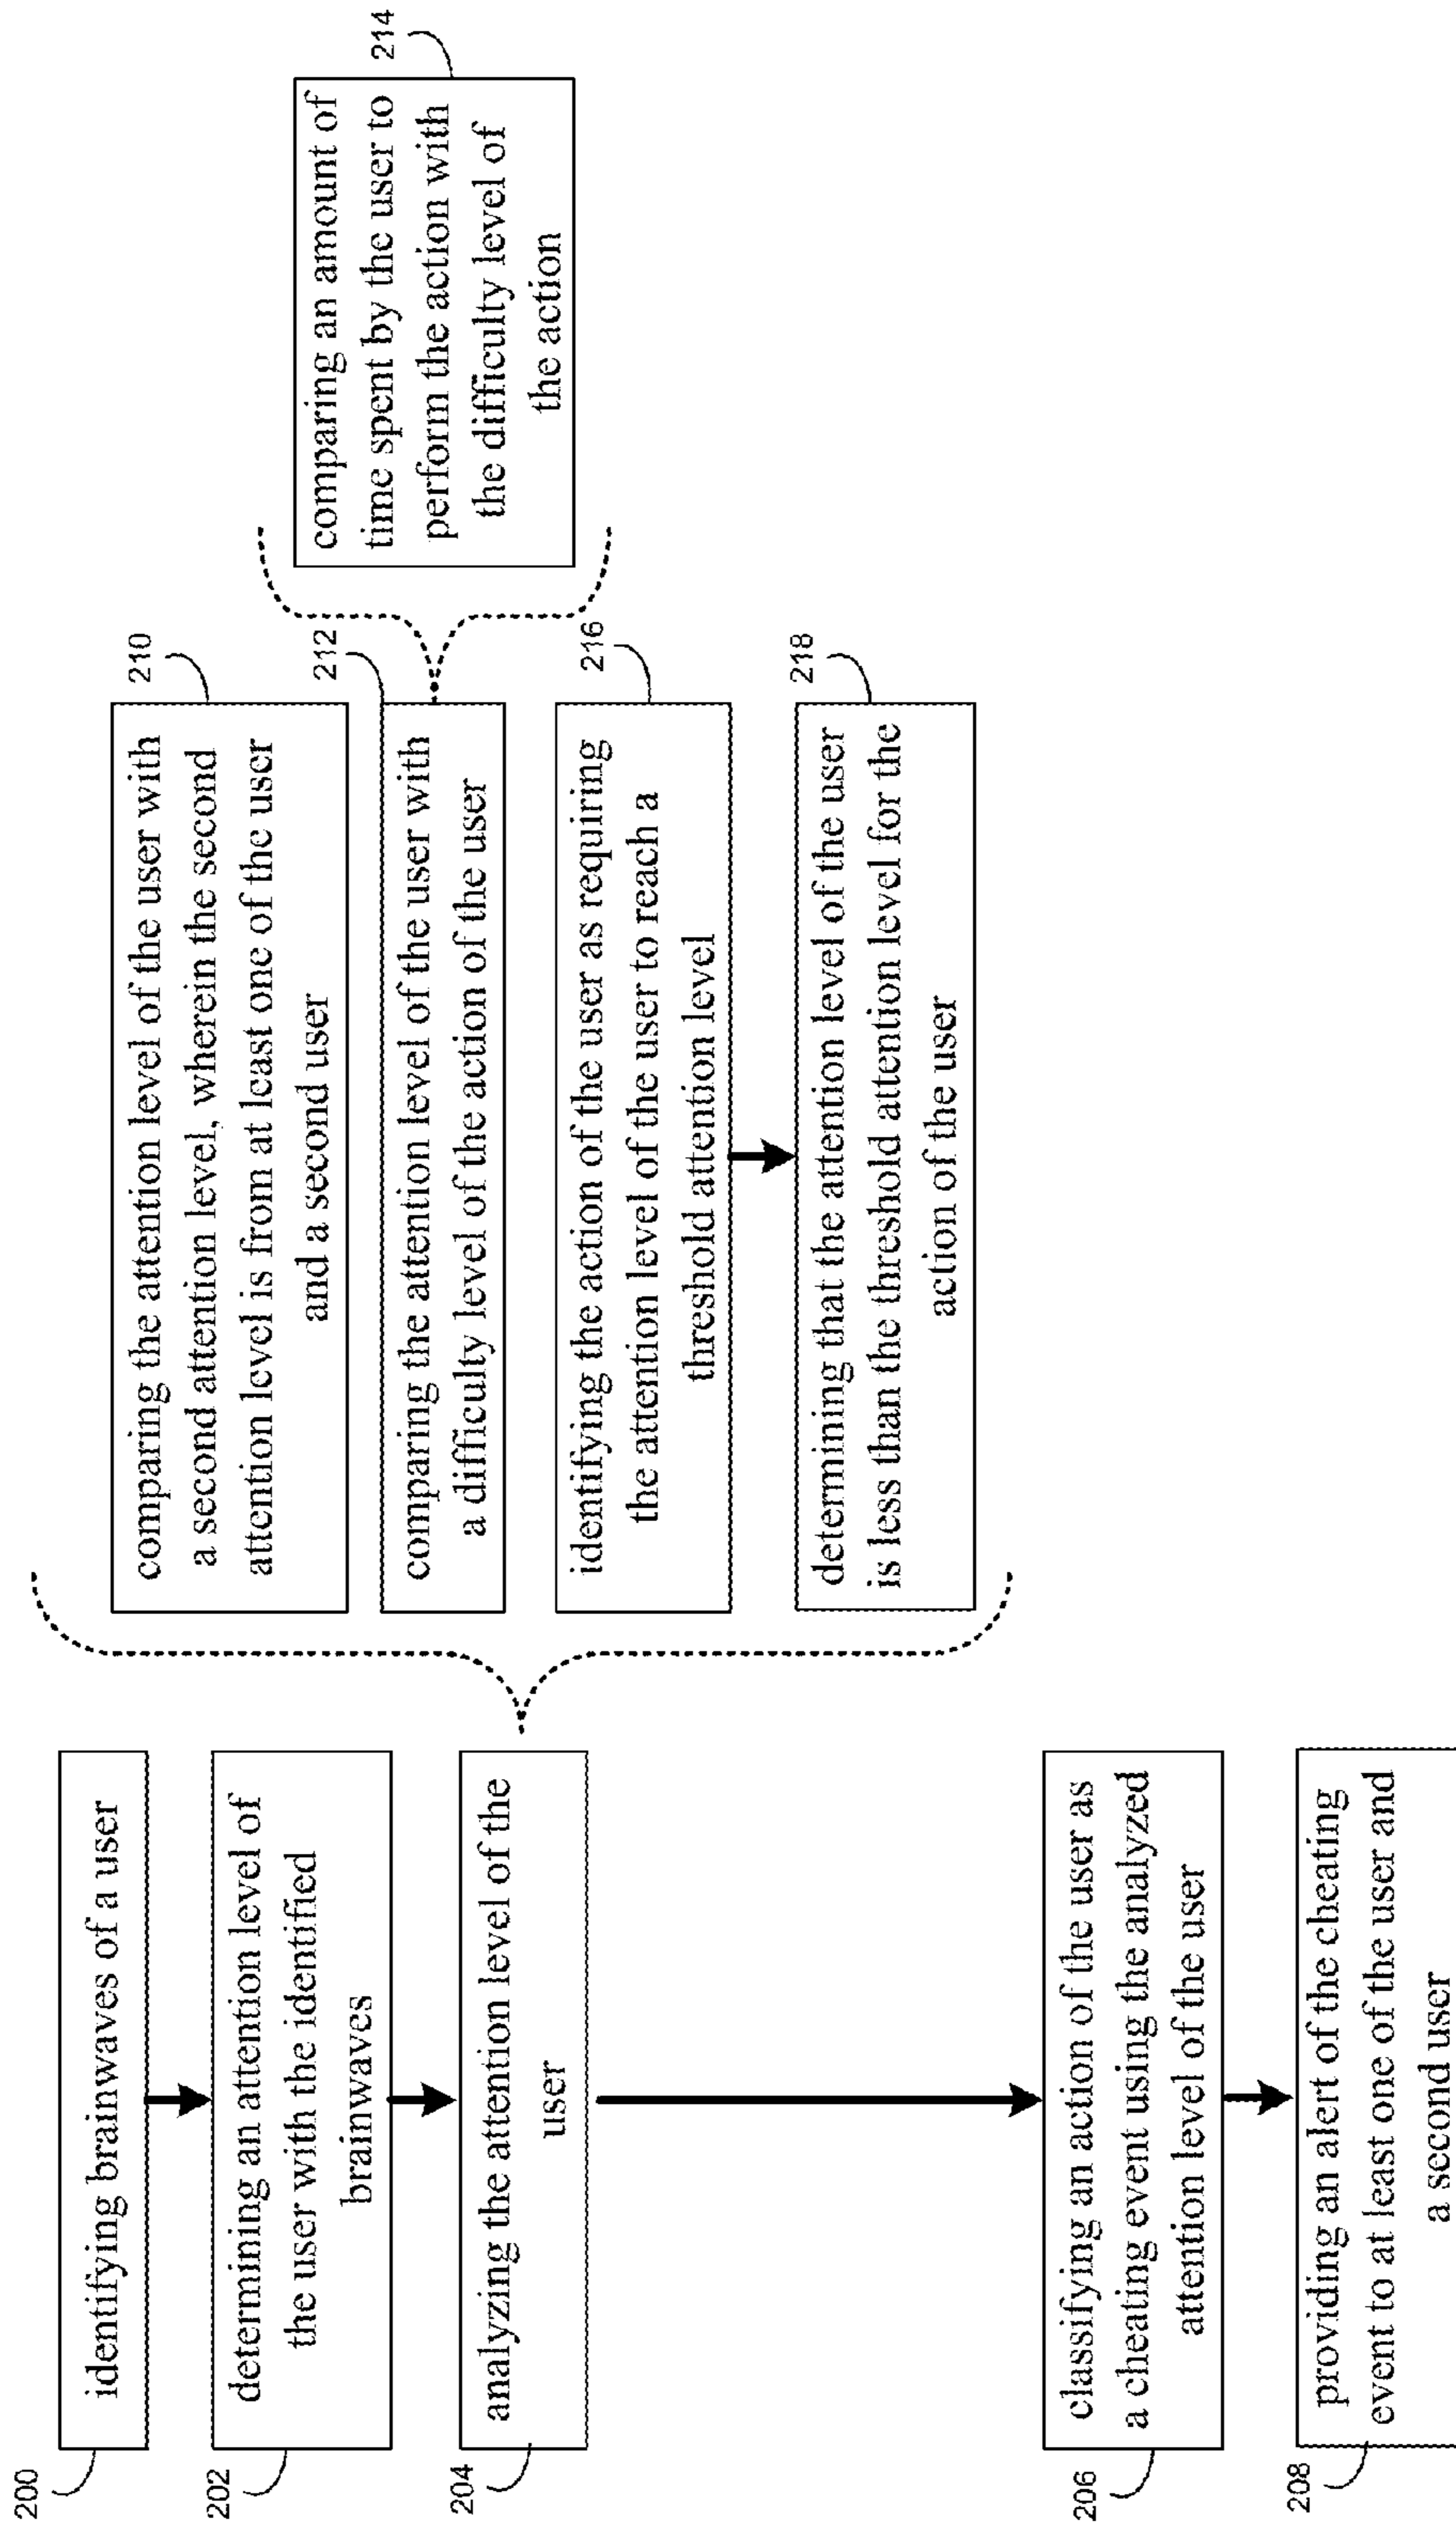 200
identifying brainwaves of a user
202
determining an attention level of
the user with the identified
brainwaves
204
analyzing the attention level of the
user
206
classifying an action of the user as
a cheating event using the analyzed
attention level of the user
208
providing an alert of the cheating
event to at least one of the user and
a second user
210
comparing the attention level of the user with
a second attention level, wherein the second
attention level is from at least one of the user
and a second user
212
comparing the attention level of the user with
a difficulty level of the action of the user
214
comparing an amount of
time spent by the user to
perform the action with
the difficulty level of
the action
216
identifying the action of the user as requiring
the attention level of the user to reach a
threshold attention level
218
determining that the attention level of the user
is less than the threshold attention level for the
action of the user